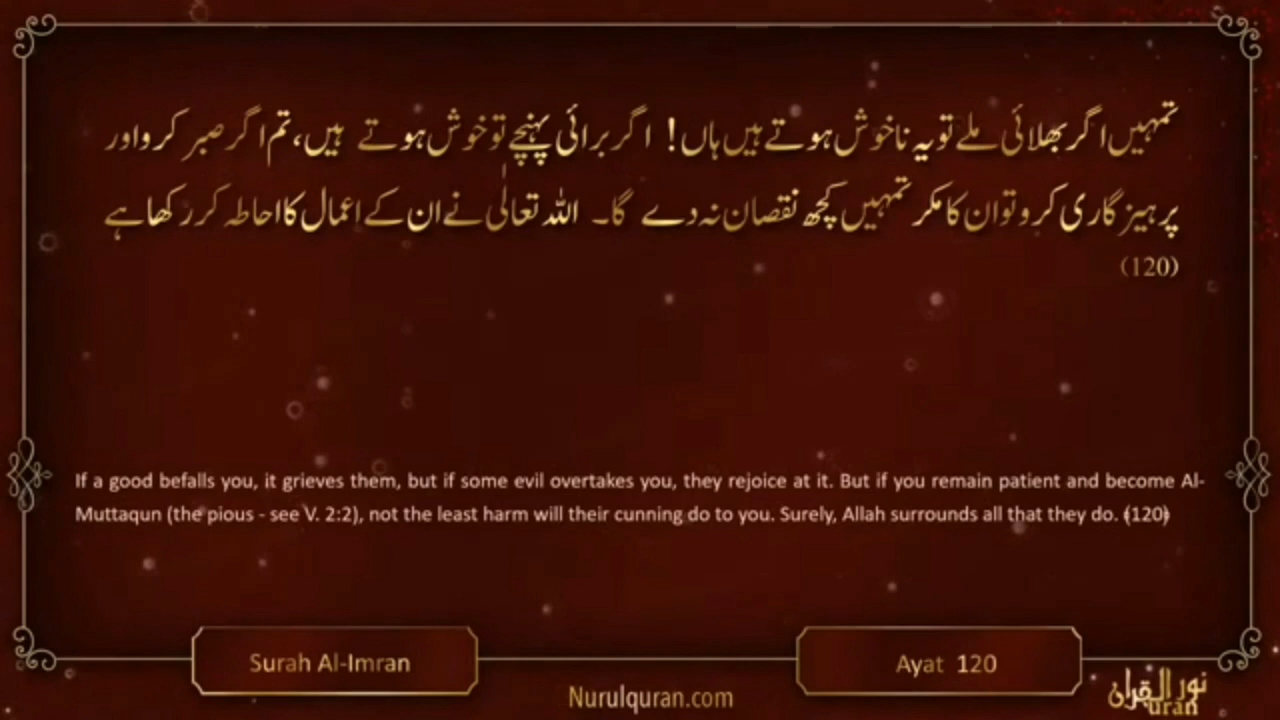 تمہیں اگر بھلائی ملے تو یہ ناخوش ہوتے ہیں ہاں! اگر برائی پہنچے تو خوش ہوتے ہیں، تم اگر صبر کرو اور
پرہیزگاری کرو تو ان کا مکر تمہیں کچھ نقصان نہ دے گا۔ اللہ تعالٰی نے ان کے اعمال کا احاطہ کر رکھا ہے
(120)
If a good befalls you, it grieves them, but if some evil overtakes you, they rejoice at it. But if you remain patient and become Al-
Muttaqun (the pious - see V. 2:2), not the least harm will their cunning do to you. Surely, Allah surrounds all that they do. ﴾120﴿
Surah Al-Imran
Ayat 120
Nurulquran.com
نور القرآن
uran